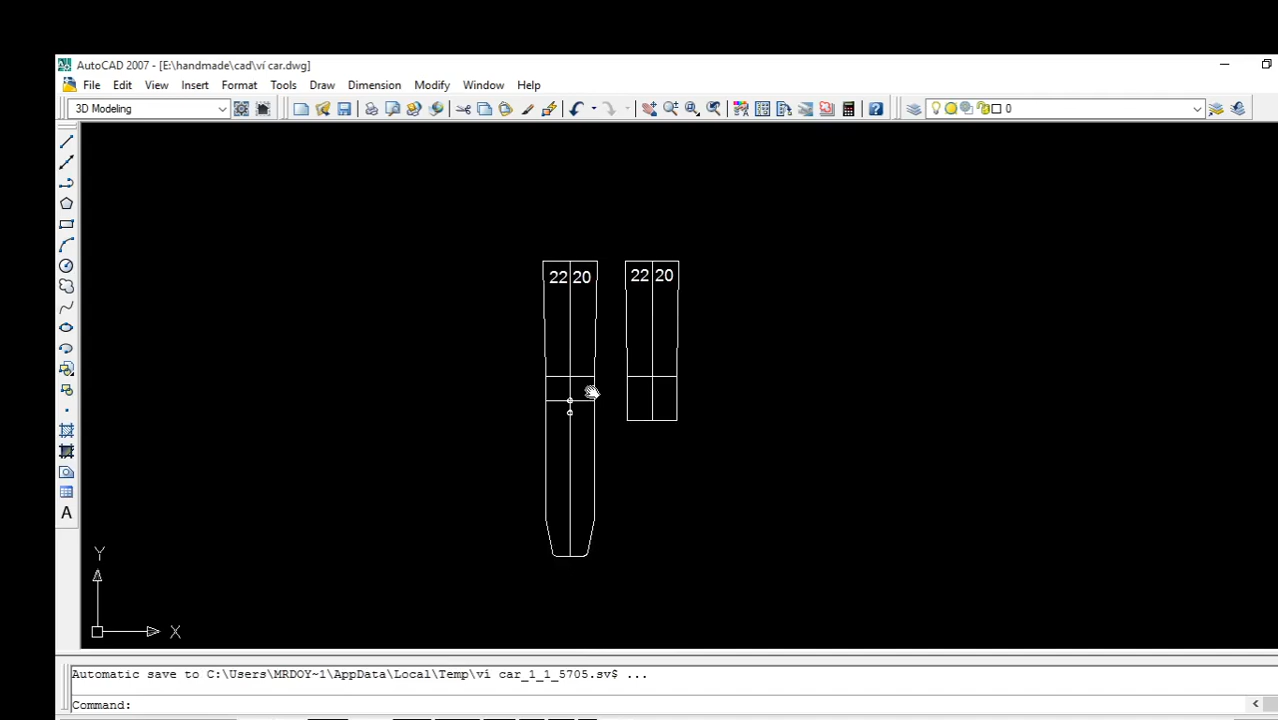 AutoCAD 2007 - [E:\handmade\cad\ví car.dwg]
File Edit View Insert Format Tools Draw Dimension Modify Window Help
3D Modeling
0
22 20 22 20
A
Y
X
Automatic save to C:\Users\MRDOY~1\AppData\Local\Temp\ví car_1_1_5705.sv$ ...
Command: